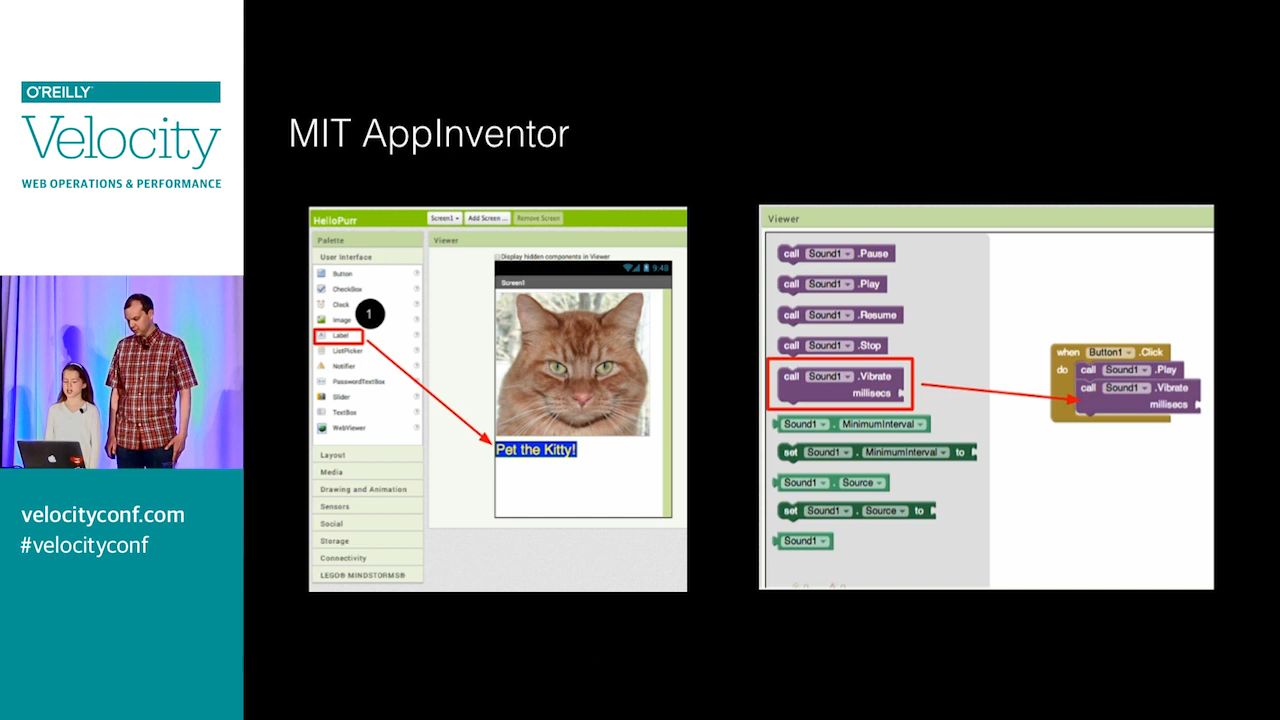 O'REILLY
Velocity
WEB OPERATIONS & PERFORMANCE
velocityconf.com
#velocityconf
MIT AppInventor
HelloPurr
Screen1
Add Screen ...
Remove Screen
Palette
Viewer
User Interface
Button
CheckBox
Clock
Image
Label
ListPicker
Notifier
PasswordTextBox
Slider
TextBox
WebViewer
Layout
Media
Drawing and Animation
Sensors
Social
Storage
Connectivity
LEGO® MINDSTORMS®
1
Display hidden components in Viewer
9:48
Screen1
Pet the Kitty!
Viewer
call Sound1 .Pause
call Sound1 .Play
call Sound1 .Resume
call Sound1 .Stop
call Sound1 .Vibrate
millisecs
Sound1 . MinimumInterval
set Sound1 . MinimumInterval to
Sound1 . Source
set Sound1 . Source to
Sound1
when Button1 .Click
do call Sound1 .Play
call Sound1 .Vibrate
millisecs